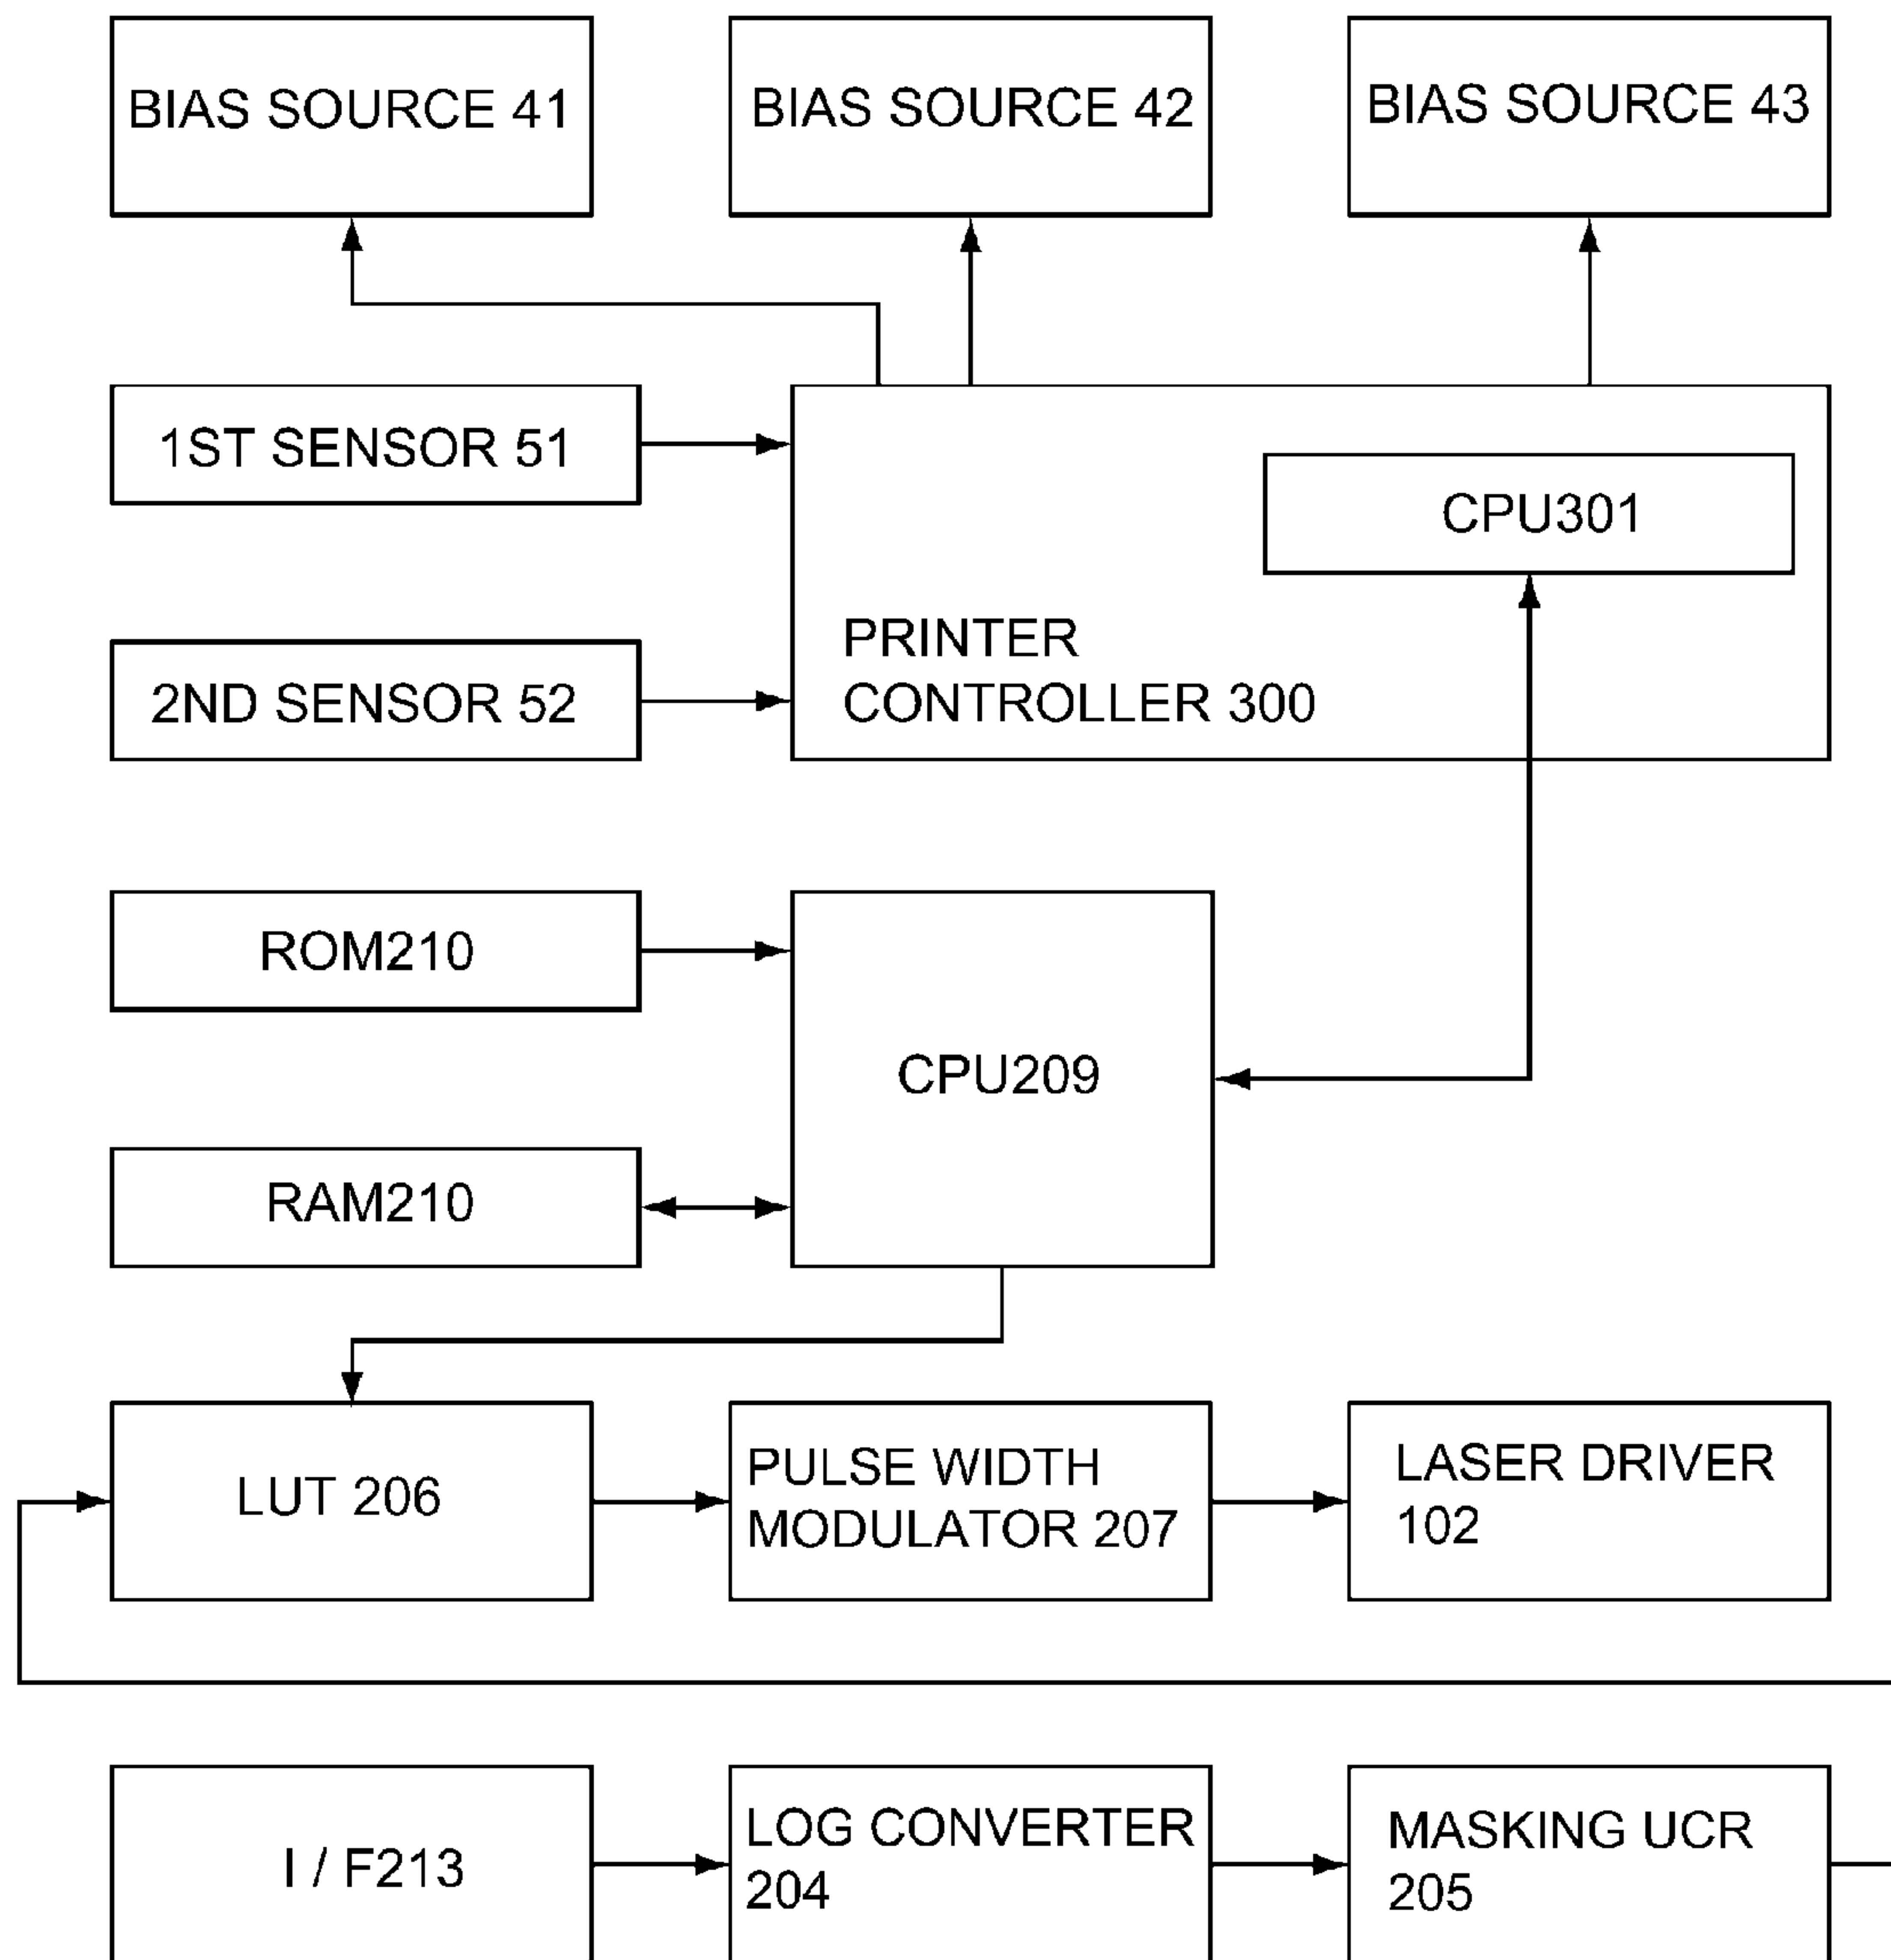 BIAS SOURCE 41
BIAS SOURCE 42
BIAS SOURCE 43
1ST SENSOR 51
CPU301
PRINTER
CONTROLLER 300
2ND SENSOR 52
ROM210
CPU209
RAM210
LUT 206
PULSE WIDTH
MODULATOR 207
LASER DRIVER
102
I / F213
LOG CONVERTER
204
MASKING UCR
205